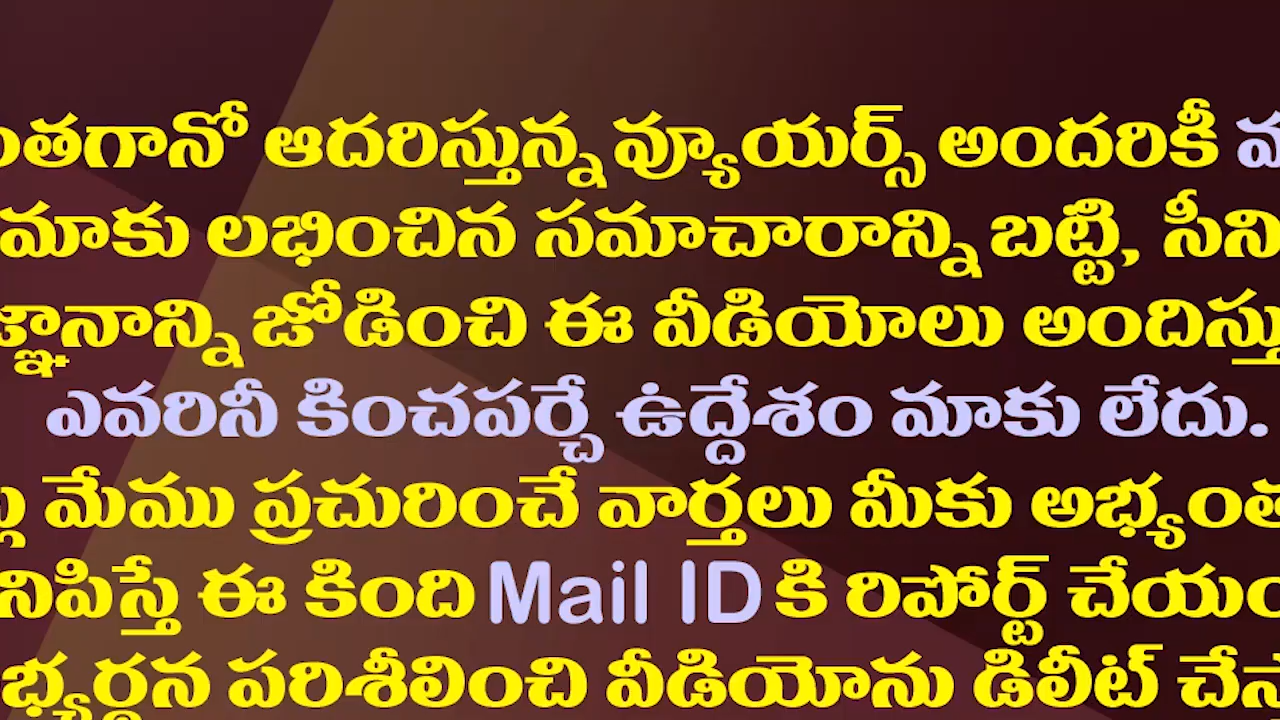 ఆదరిస్తున్న వ్యూయర్స్ అందరికీ
మాకు లభించిన సమాచారాన్ని బట్టి,
జోడించి ఈ వీడియోలు
ఎవరినీ కించపర్చే ఉద్దేశం మాకు లేదు.
మేము ప్రచురించే వార్తలు మీకు
ఈ కింది Mail ID కి రిపోర్ట్
పరిశీలించి వీడియోను డిలీట్